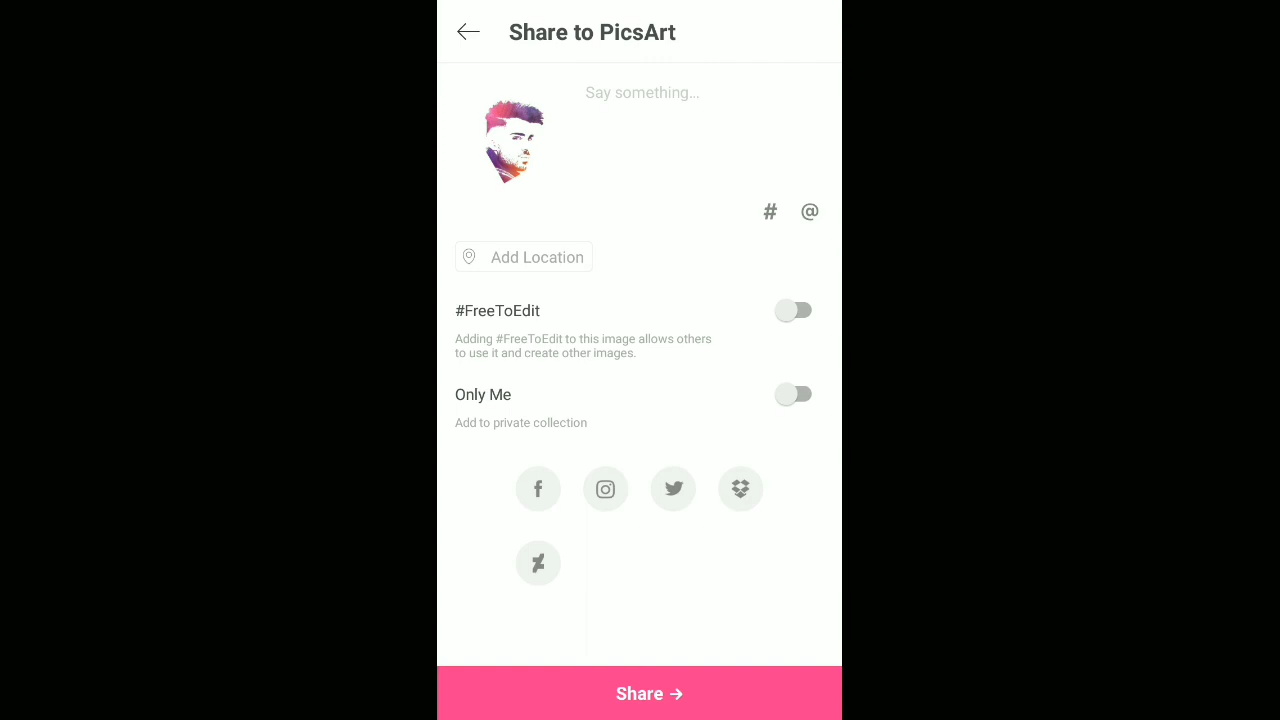 Share to PicsArt
Say something...
# @
Add Location
#FreeToEdit
Adding #FreeToEdit to this image allows others
to use it and create other images.
Only Me
Add to private collection
Share →